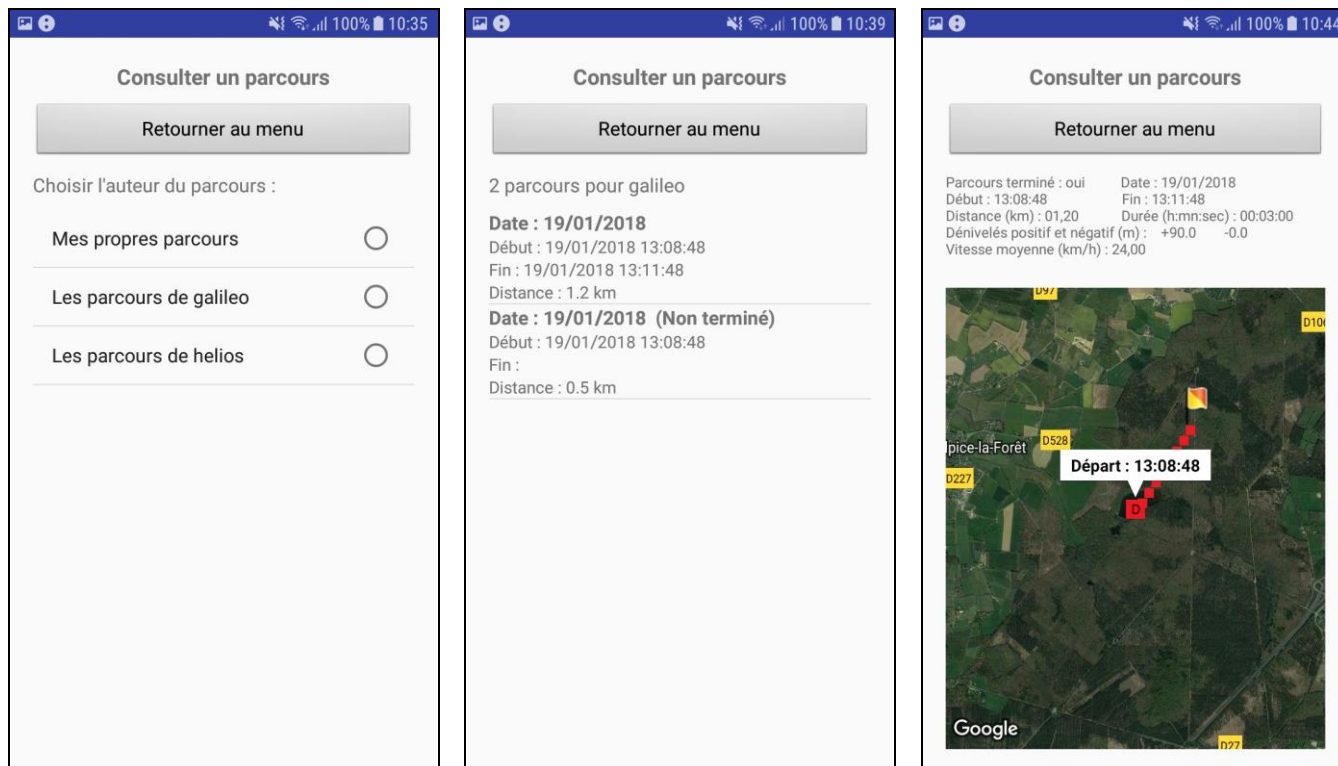 100% 10:35
Consulter un parcours
Retourner au menu
Choisir l'auteur du parcours :
Mes propres parcours
Les parcours de galileo
Les parcours de helios
100% 10:39
Consulter un parcours
Retourner au menu
2 parcours pour galileo
Date : 19/01/2018
Début : 19/01/2018 13:08:48
Fin : 19/01/2018 13:11:48
Distance : 1.2 km
Date : 19/01/2018 (Non terminé)
Début : 19/01/2018 13:08:48
Fin :
Distance : 0.5 km
100% 10:44
Consulter un parcours
Retourner au menu
Parcours terminé : oui Date : 19/01/2018
Début : 13:08:48 Fin : 13:11:48
Distance (km) : 01,20 Durée (h:mn:sec) : 00:03:00
Dénivelés positif et négatif (m) : +90.0 -0.0
Vitesse moyenne (km/h) : 24,00
D97
D106
D528
lpice-la-Forêt
Départ : 13:08:48
D227
D
Google
D27